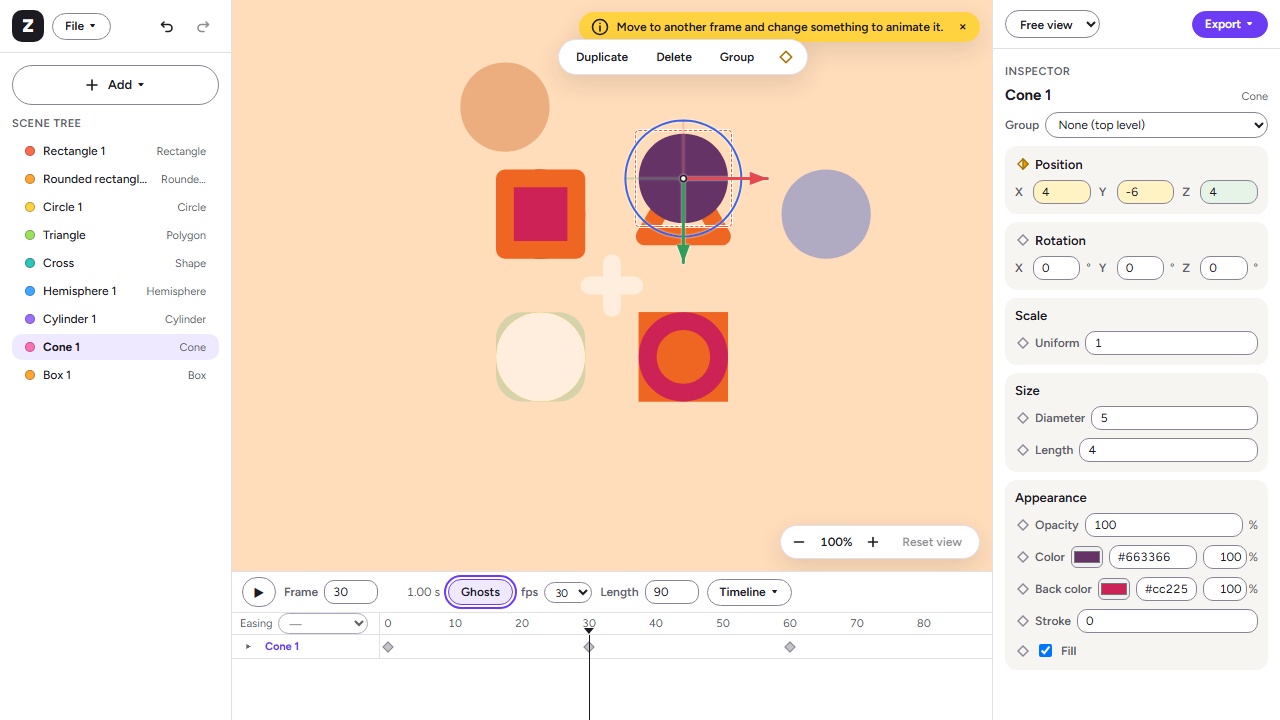 Z
File
Add
SCENE TREE
Rectangle 1 Rectangle
Rounded rectangl... Rounde...
Circle 1 Circle
Triangle Polygon
Cross Shape
Hemisphere 1 Hemisphere
Cylinder 1 Cylinder
Cone 1 Cone
Box 1 Box
Move to another frame and change something to animate it. ×
Duplicate Delete Group
100% Reset view
Frame 30 1.00 s Ghosts fps 30 Length 90 Timeline
Easing — 0 10 20 30 40 50 60 70 80
Cone 1
Free view Export
INSPECTOR
Cone 1 Cone
Group None (top level)
Position
X 4 Y -6 Z 4
Rotation
X 0 ° Y 0 ° Z 0 °
Scale
Uniform 1
Size
Diameter 5
Length 4
Appearance
Opacity 100 %
Color #663366 100 %
Back color #cc225 100 %
Stroke 0
Fill